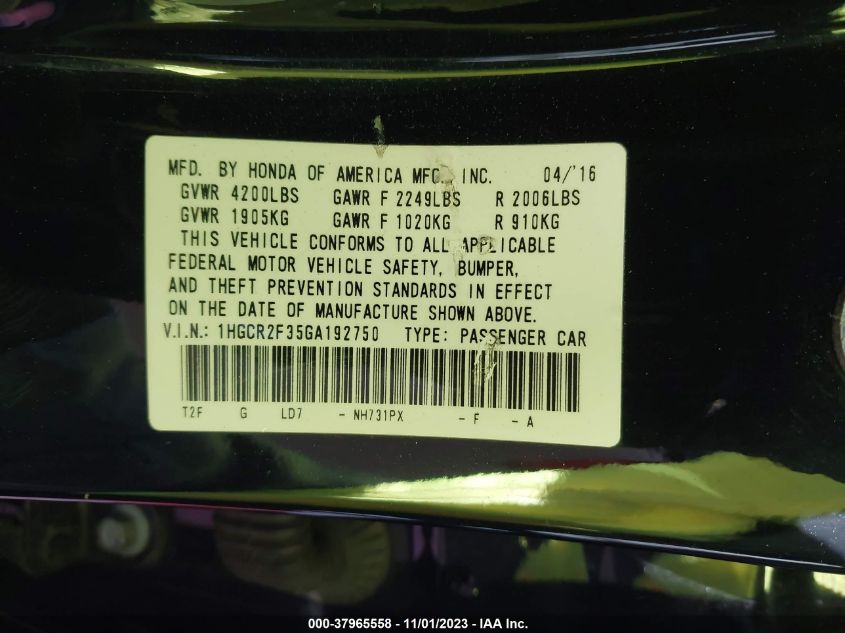 MFD. BY HONDA OF AMERICA MFG., INC. 04/'16
GVWR 4200LBS GAWR F 2249LBS R 2006LBS
GVWR 1905KG GAWR F 1020KG R 910KG
THIS VEHICLE CONFORMS TO ALL APPLICABLE
FEDERAL MOTOR VEHICLE SAFETY, BUMPER,
AND THEFT PREVENTION STANDARDS IN EFFECT
ON THE DATE OF MANUFACTURE SHOWN ABOVE.
V.I.N.: 1HGCR2F35GA192750 TYPE: PASSENGER CAR
T2F G LD7 - NH731PX - F - A
000-37965558 - 11/01/2023 - IAA Inc.